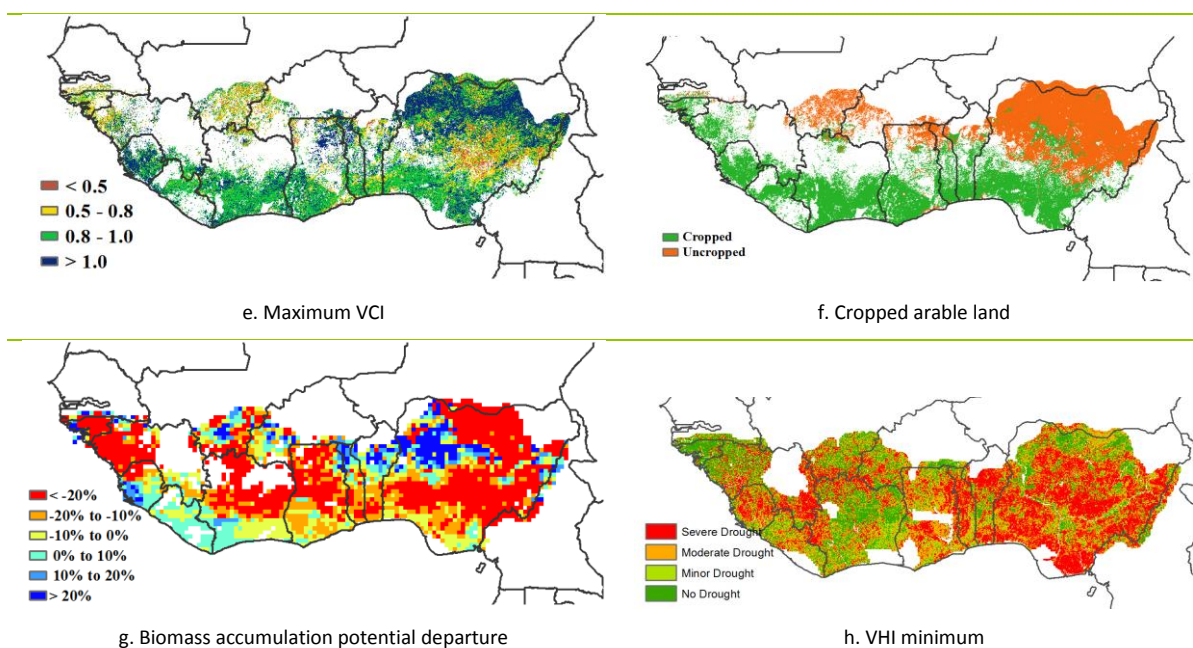 < 0.5
0.5 - 0.8
0.8 - 1.0
> 1.0
e. Maximum VCI
Cropped
Uncropped
f. Cropped arable land
< -20%
-20% to -10%
-10% to 0%
0% to 10%
10% to 20%
> 20%
g. Biomass accumulation potential departure
Severe Drought
Moderate Drought
Minor Drought
No Drought
h. VHI minimum